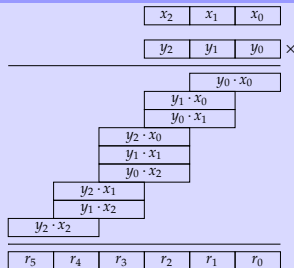 x₂ x₁ x₀
y₂ y₁ y₀ ×
y₀ · x₀
y₁ · x₀
y₀ · x₁
y₂ · x₀
y₁ · x₁
y₀ · x₂
y₂ · x₁
y₁ · x₂
y₂ · x₂
r₅ r₄ r₃ r₂ r₁ r₀